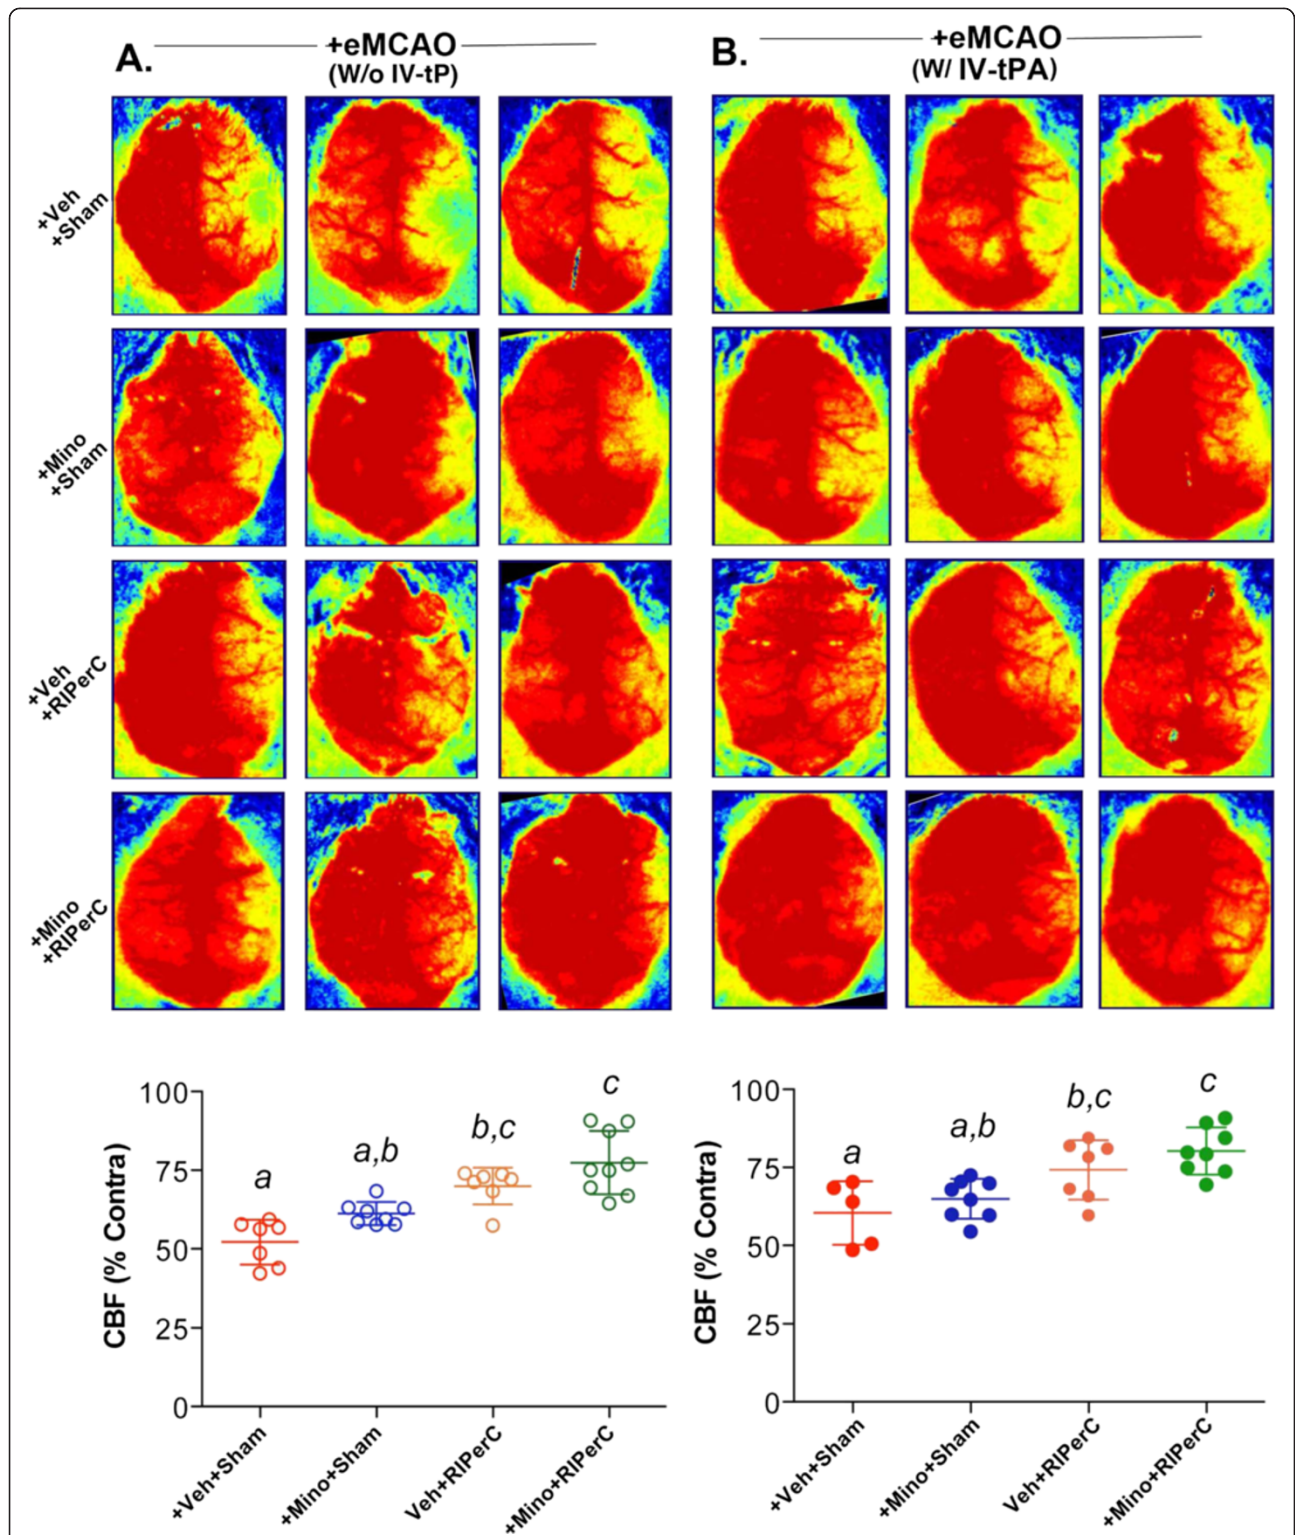 A.
+eMCAO
(W/o IV-tP)
B.
+eMCAO
(W/ IV-tPA)
+Veh
+Sham
+Mino
+Sham
+Veh
+RIPerC
+Mino
+RIPerC
CBF (% Contra)
100
75
50
25
0
a
a,b
b,c
c
+Veh+Sham
+Mino+Sham
Veh+RIPerC
+Mino+RIPerC
CBF (% Contra)
100
75
50
25
0
a
a,b
b,c
c
+Veh+Sham
+Mino+Sham
Veh+RIPerC
+Mino+RIPerC